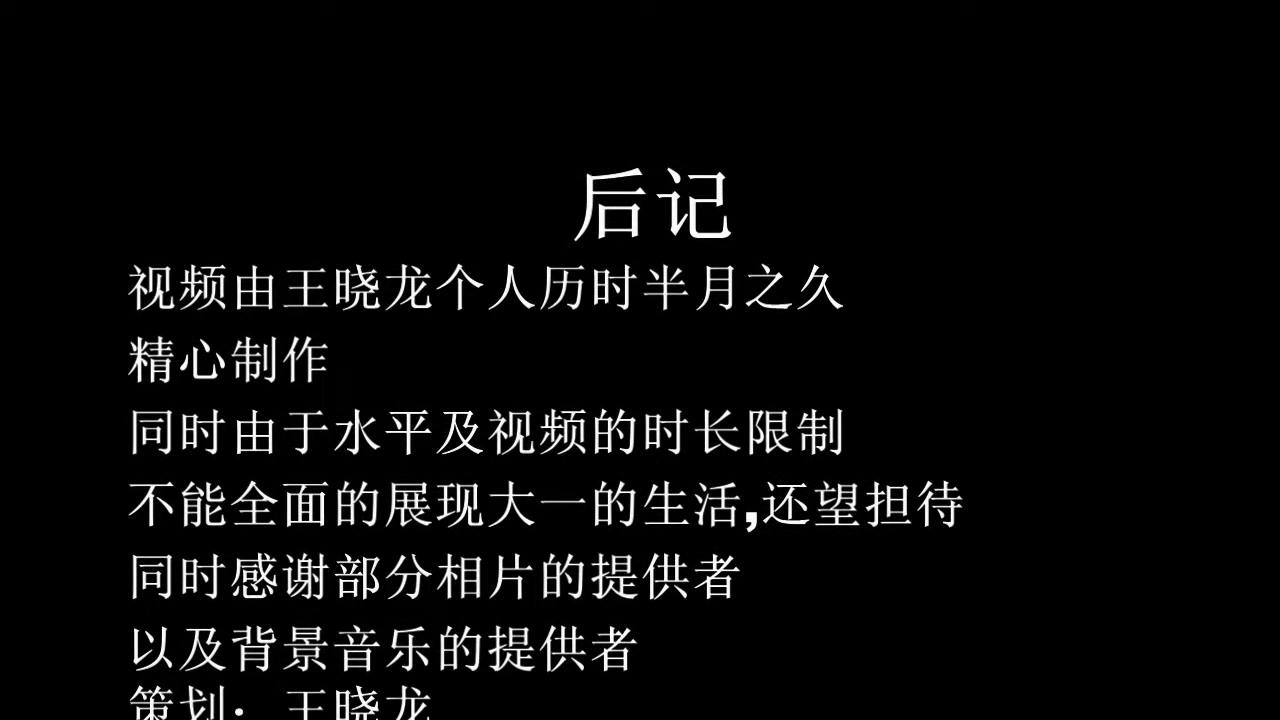 后记
视频由王晓龙个人历时半月之久
精心制作
同时由于水平及视频的时长限制
不能全面的展现大一的生活,还望担待
同时感谢部分相片的提供者
以及背景音乐的提供者
策划：王晓龙